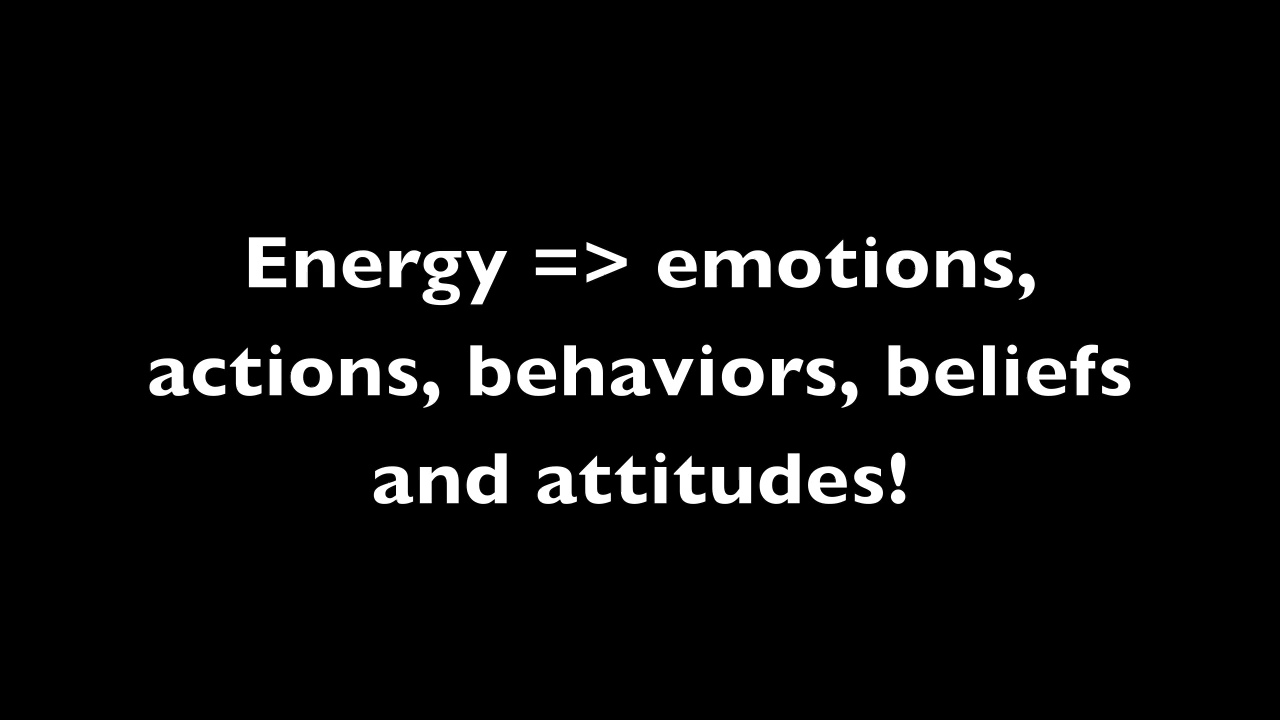 Energy => emotions,
actions, behaviors, beliefs
and attitudes!